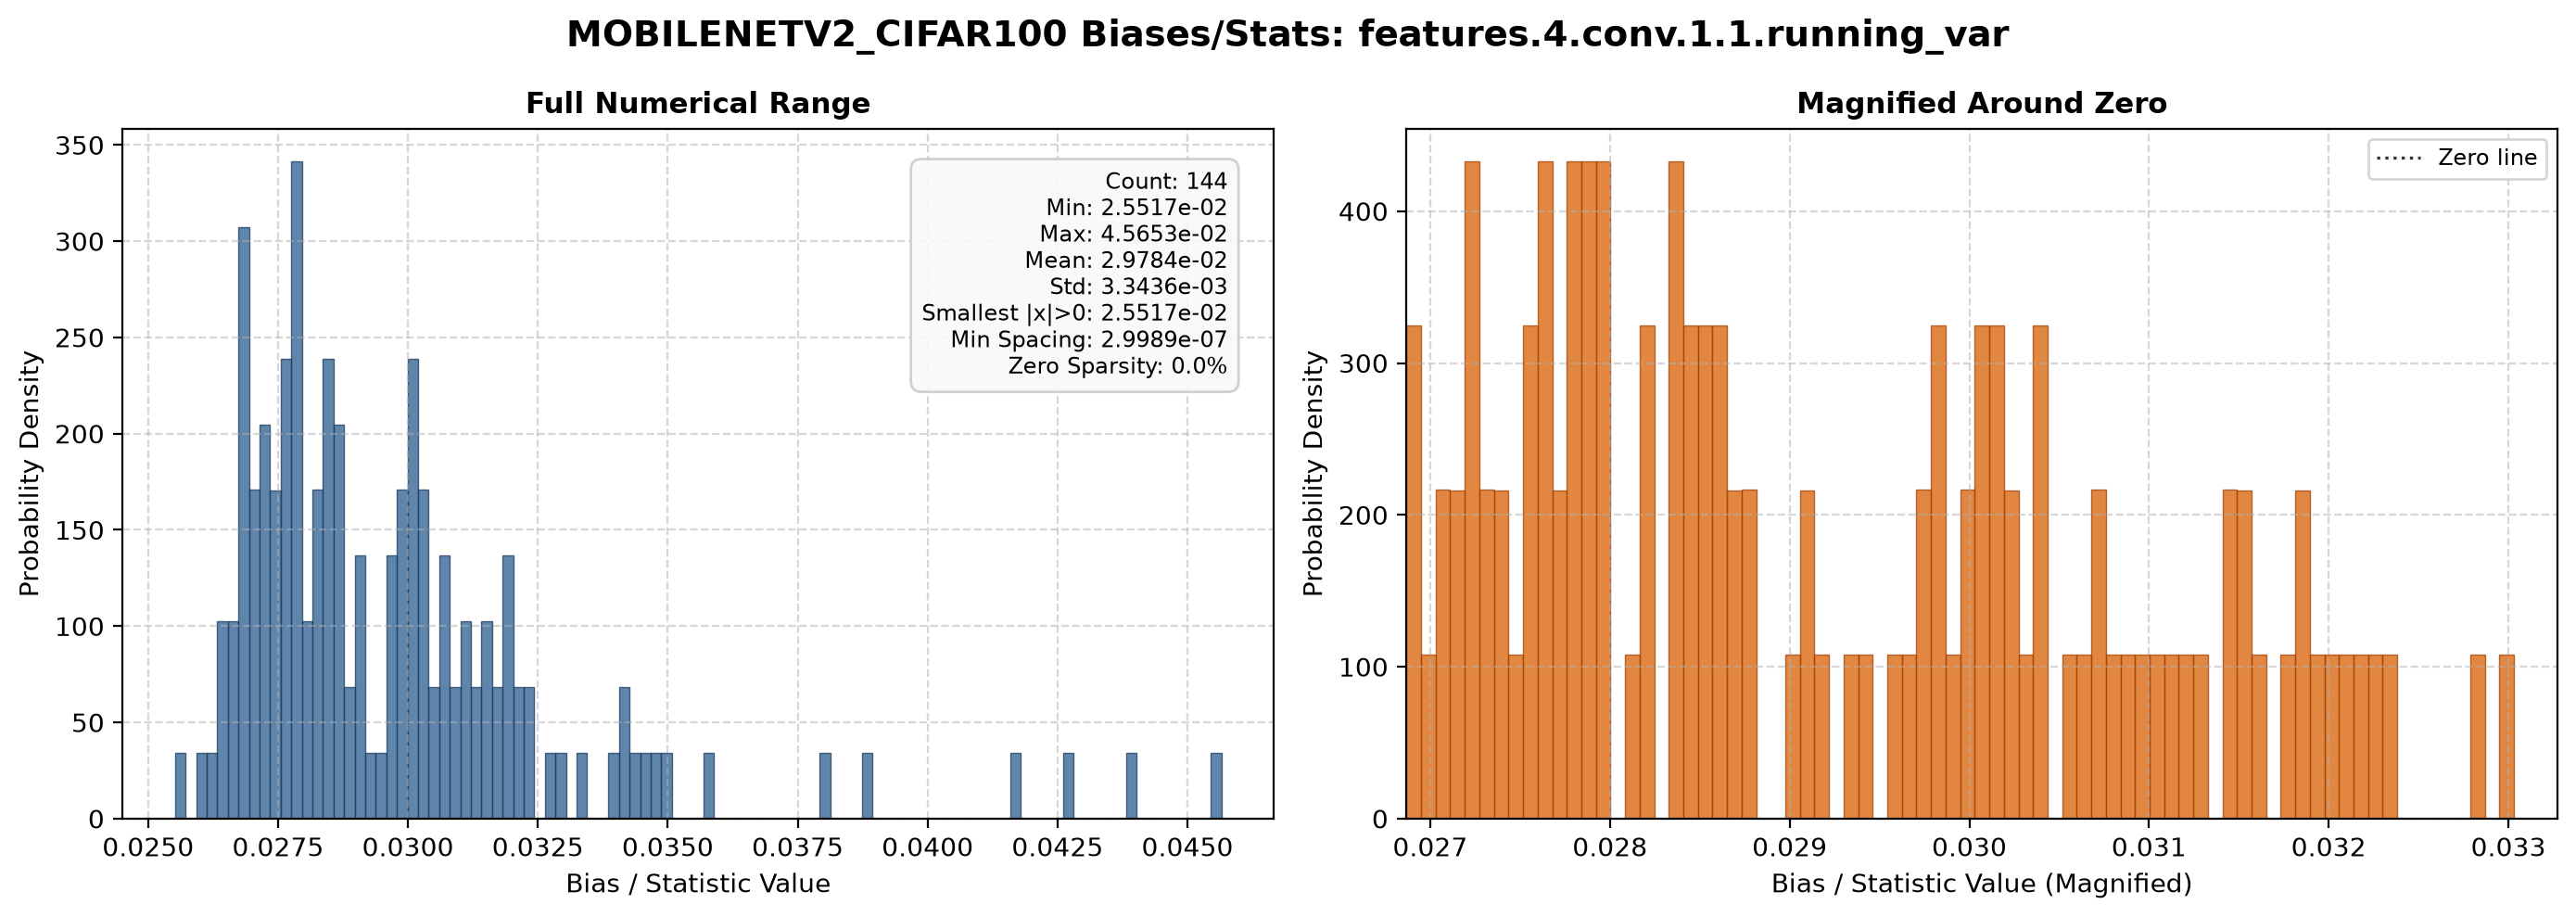 MOBILENETV2_CIFAR100 Biases/Stats: features.4.conv.1.1.running_var
Full Numerical Range
Probability Density
350
300
250
200
150
100
50
0
Count: 144
Min: 2.5517e-02
Max: 4.5653e-02
Mean: 2.9784e-02
Std: 3.3436e-03
Smallest |x|>0: 2.5517e-02
Min Spacing: 2.9989e-07
Zero Sparsity: 0.0%
0.0250 0.0275 0.0300 0.0325 0.0350 0.0375 0.0400 0.0425 0.0450
Bias / Statistic Value
Magnified Around Zero
Probability Density
400
300
200
100
0
Zero line
0.027 0.028 0.029 0.030 0.031 0.032 0.033
Bias / Statistic Value (Magnified)